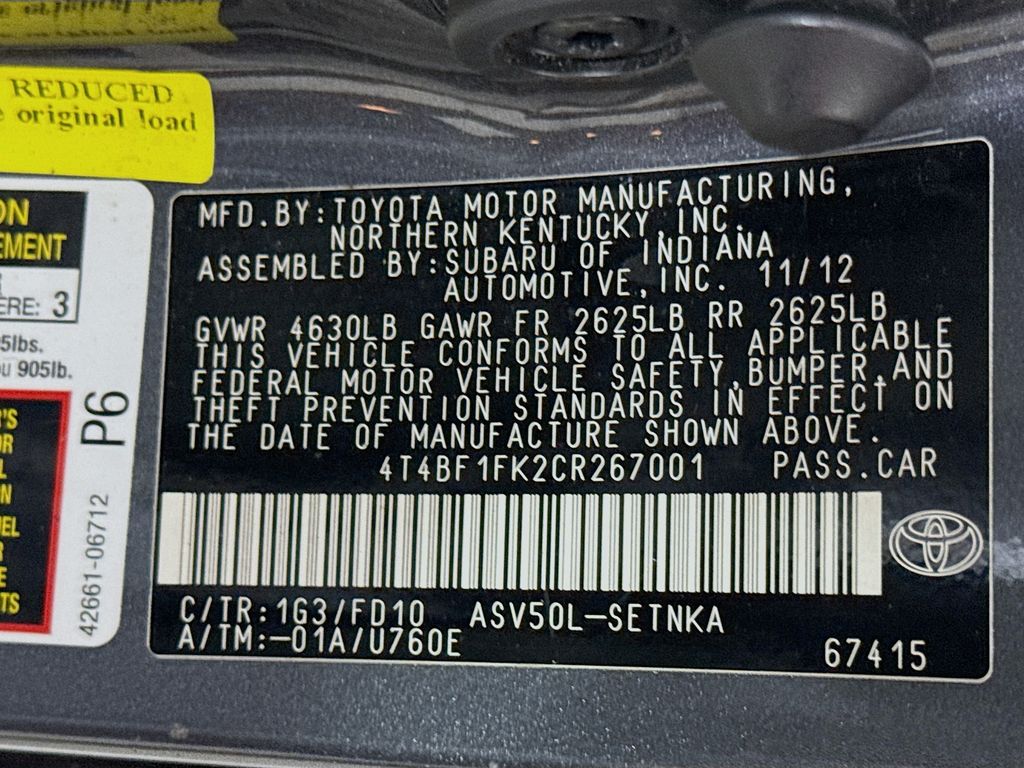 REDUCED
original load
ON
EMENT
ERE: 3
5lbs.
905lb.
P6
42661-06712
MFD.BY:TOYOTA MOTOR MANUFACTURING,
NORTHERN KENTUCKY,INC.
ASSEMBLED BY:SUBARU OF INDIANA
AUTOMOTIVE,INC. 11/12
GVWR 4630LB GAWR FR 2625LB RR 2625LB
THIS VEHICLE CONFORMS TO ALL APPLICABLE
FEDERAL MOTOR VEHICLE SAFETY,BUMPER,AND
THEFT PREVENTION STANDARDS IN EFFECT ON
THE DATE OF MANUFACTURE SHOWN ABOVE.
4T4BF1FK2CR267001 PASS.CAR
C/TR:1G3/FD10 ASV50L-SETNKA
A/TM:-01A/U760E
67415